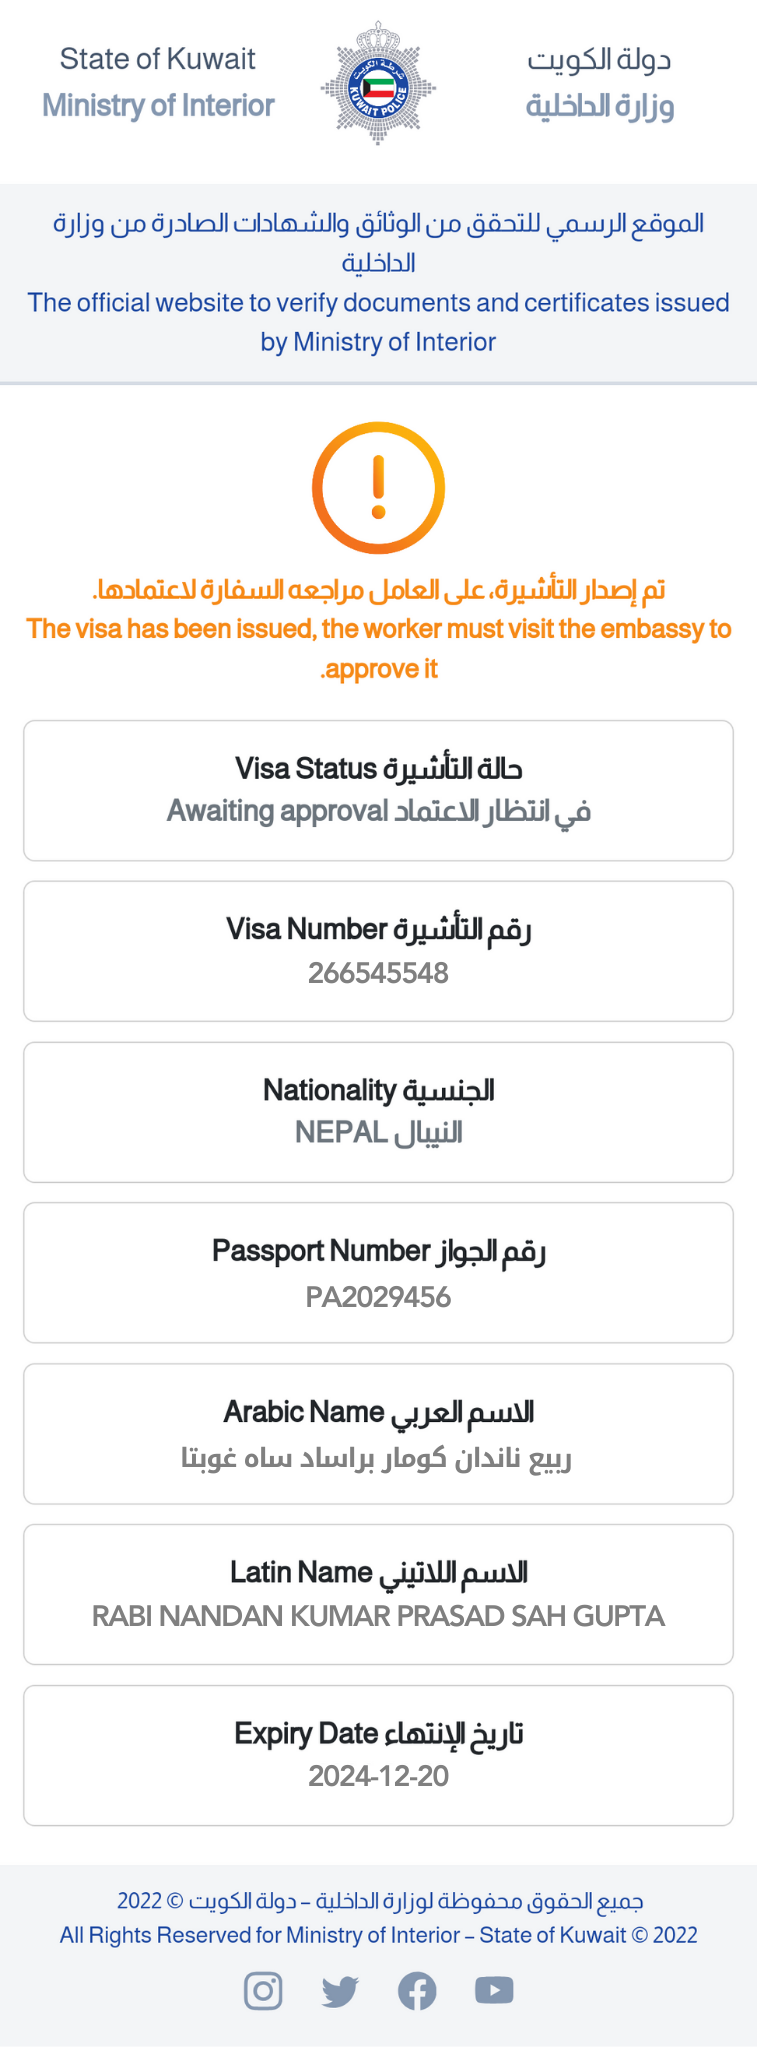 State of Kuwait
Ministry of Interior
شرطة الكويت
KUWAIT POLICE
دولة الكويت
وزارة الداخلية
الموقع الرسمي للتحقق من الوثائق والشهادات الصادرة من وزارة
الداخلية
The official website to verify documents and certificates issued
by Ministry of Interior
تم إصدار التأشيرة، على العامل مراجعه السفارة لاعتمادها.
The visa has been issued, the worker must visit the embassy to
.approve it
Visa Status حالة التأشيرة
Awaiting approval في انتظار الاعتماد
Visa Number رقم التأشيرة
266545548
Nationality الجنسية
NEPAL النيبال
Passport Number رقم الجواز
PA2029456
Arabic Name الاسم العربي
ربيع ناندان كومار براساد ساه غوبتا
Latin Name الاسم اللاتيني
RABI NANDAN KUMAR PRASAD SAH GUPTA
Expiry Date تاريخ الإنتهاء
2024-12-20
جميع الحقوق محفوظة لوزارة الداخلية – دولة الكويت © 2022
All Rights Reserved for Ministry of Interior – State of Kuwait © 2022